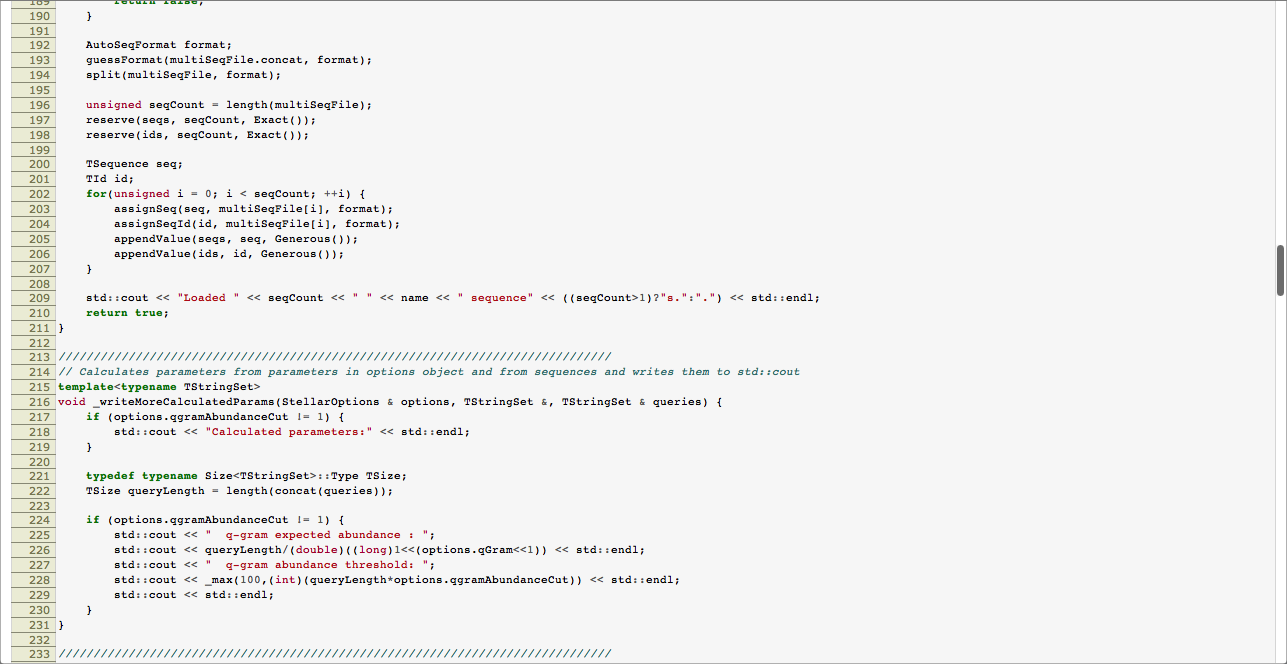 189         return false;
190     }
191
192     AutoSeqFormat format;
193     guessFormat(multiSeqFile.concat, format);
194     split(multiSeqFile, format);
195
196     unsigned seqCount = length(multiSeqFile);
197     reserve(seqs, seqCount, Exact());
198     reserve(ids, seqCount, Exact());
199
200     TSequence seq;
201     TId id;
202     for(unsigned i = 0; i < seqCount; ++i) {
203         assignSeq(seq, multiSeqFile[i], format);
204         assignSeqId(id, multiSeqFile[i], format);
205         appendValue(seqs, seq, Generous());
206         appendValue(ids, id, Generous());
207     }
208
209     std::cout << "Loaded " << seqCount << " " << name << " sequence" << ((seqCount>1)?"s.":".") << std::endl;
210     return true;
211 }
212
213 ///////////////////////////////////////////////////////////////////////////////
214 // Calculates parameters from parameters in options object and from sequences and writes them to std::cout
215 template<typename TStringSet>
216 void _writeMoreCalculatedParams(StellarOptions & options, TStringSet &, TStringSet & queries) {
217     if (options.qgramAbundanceCut != 1) {
218         std::cout << "Calculated parameters:" << std::endl;
219     }
220
221     typedef typename Size<TStringSet>::Type TSize;
222     TSize queryLength = length(concat(queries));
223
224     if (options.qgramAbundanceCut != 1) {
225         std::cout << "  q-gram expected abundance : ";
226         std::cout << queryLength/(double)((long)1<<(options.qGram<<1)) << std::endl;
227         std::cout << "  q-gram abundance threshold: ";
228         std::cout << _max(100,(int)(queryLength*options.qgramAbundanceCut)) << std::endl;
229         std::cout << std::endl;
230     }
231 }
232
233 ///////////////////////////////////////////////////////////////////////////////